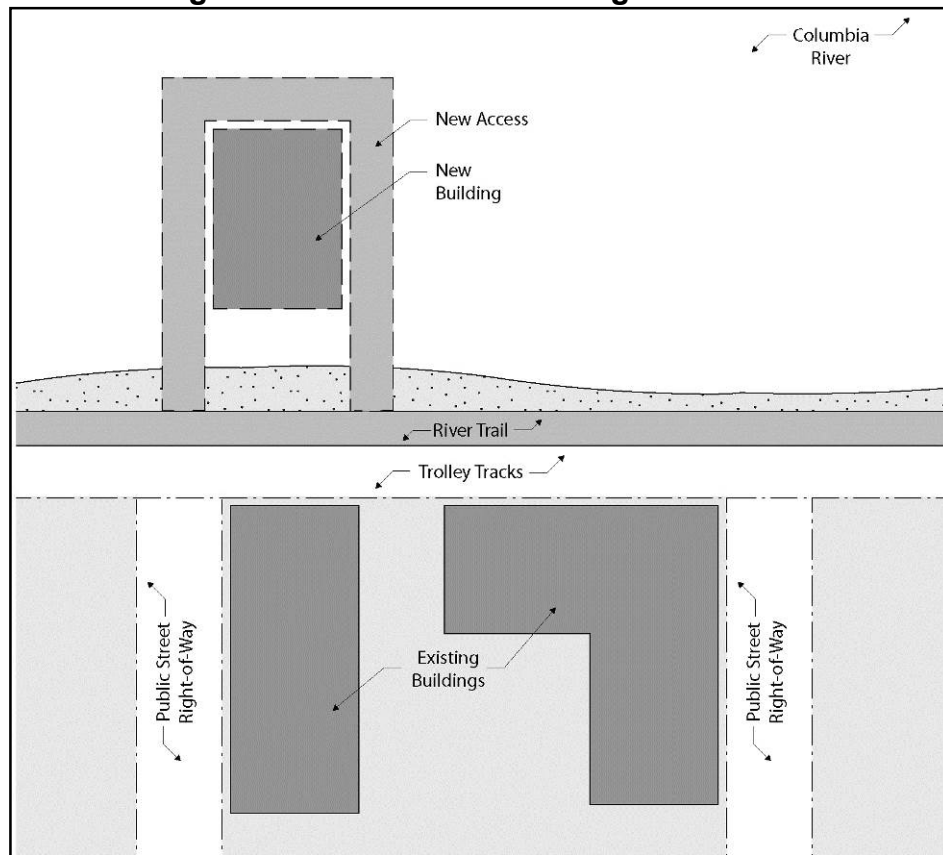 Columbia
River
New Access
New
Building
River Trail
Trolley Tracks
Public Street
Right-of-Way
Existing
Buildings
Public Street
Right-of-Way